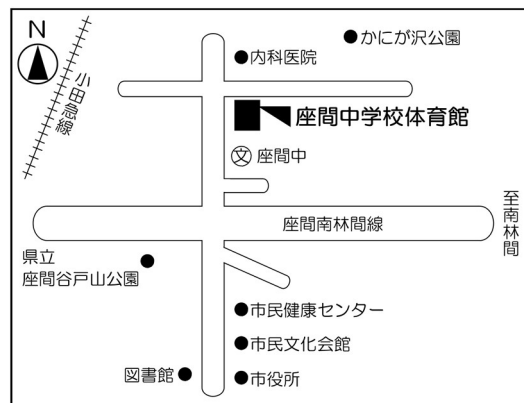 N
かにが沢公園
内科医院
小田急線
座間中学校体育館
文 座間中
至南林間
座間南林間線
県立
座間谷戸山公園
市民健康センター
市民文化会館
図書館
市役所